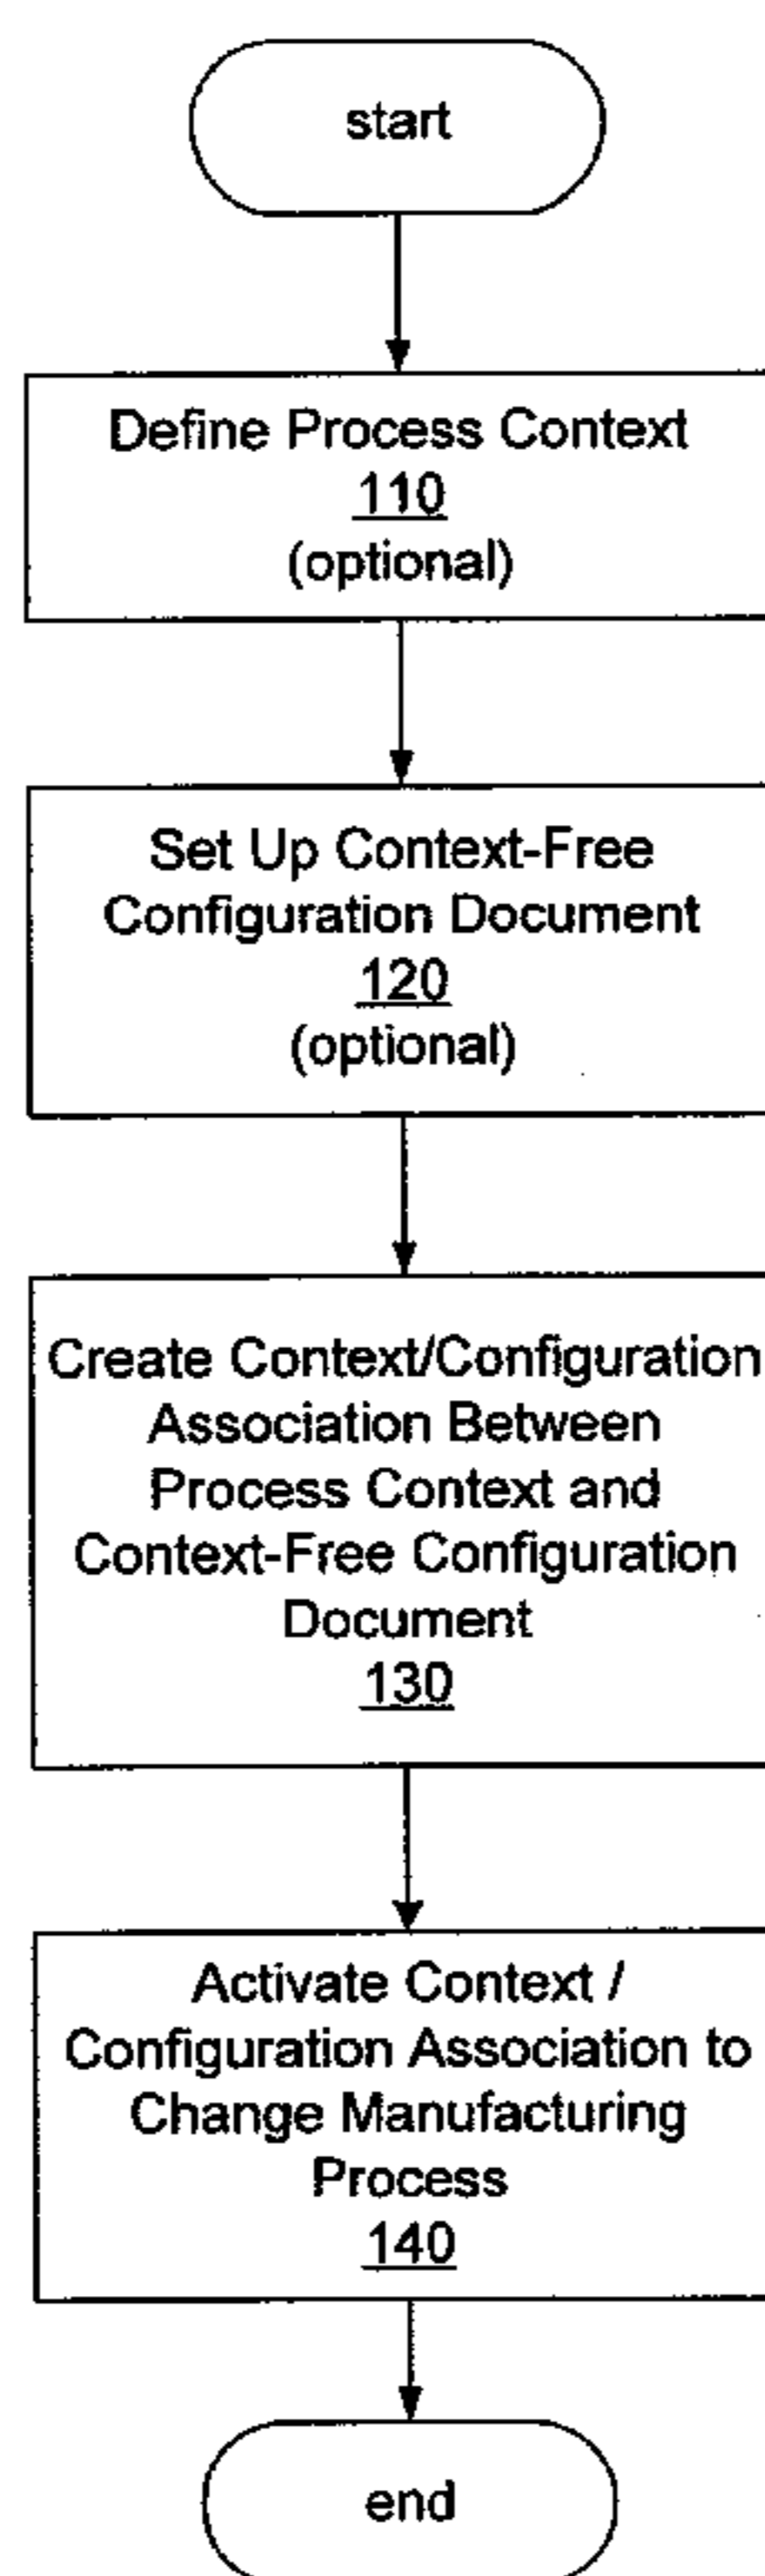 start
Define Process Context
110
(optional)
Set Up Context-Free
Configuration Document
120
(optional)
Create Context/Configuration
Association Between
Process Context and
Context-Free Configuration
Document
130
Activate Context /
Configuration Association to
Change Manufacturing
Process
140
end